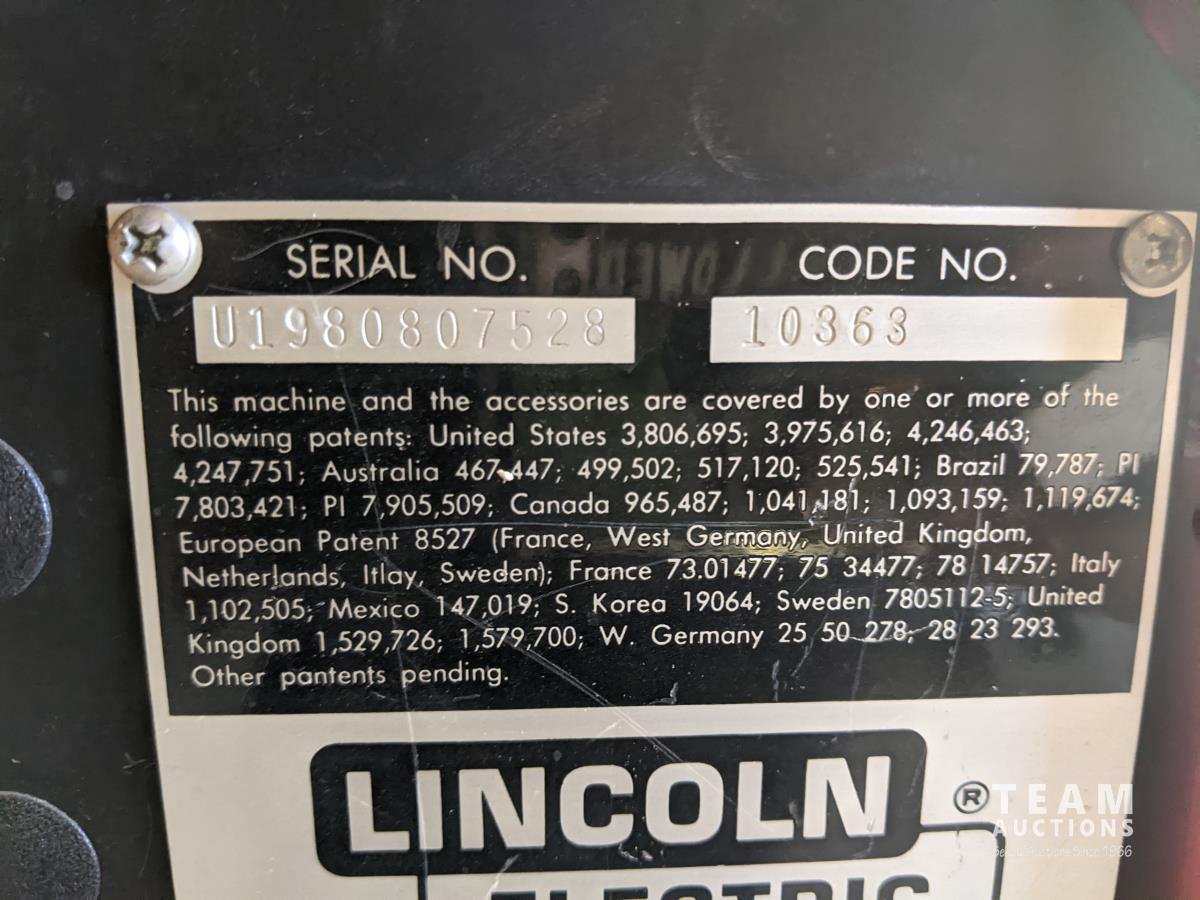 SERIAL NO. CODE NO.
U1980807528 10363
This machine and the accessories are covered by one or more of the
following patents: United States 3,806,695; 3,975,616; 4,246,463;
4,247,751; Australia 467,447; 499,502; 517,120; 525,541; Brazil 79,787; PI
7,803,421; PI 7,905,509; Canada 965,487; 1,041,181; 1,093,159; 1,119,674;
European Patent 8527 (France, West Germany, United Kingdom,
Netherlands, Itlay, Sweden); France 73.01477; 75 34477; 78 14757; Italy
1,102,505; Mexico 147,019; S. Korea 19064; Sweden 7805112-5; United
Kingdom 1,529,726; 1,579,700; W. Germany 25 50 278; 28 23 293.
Other pantents pending.
LINCOLN ®
ELECTRIC
TEAM
AUCTIONS
Since 1966